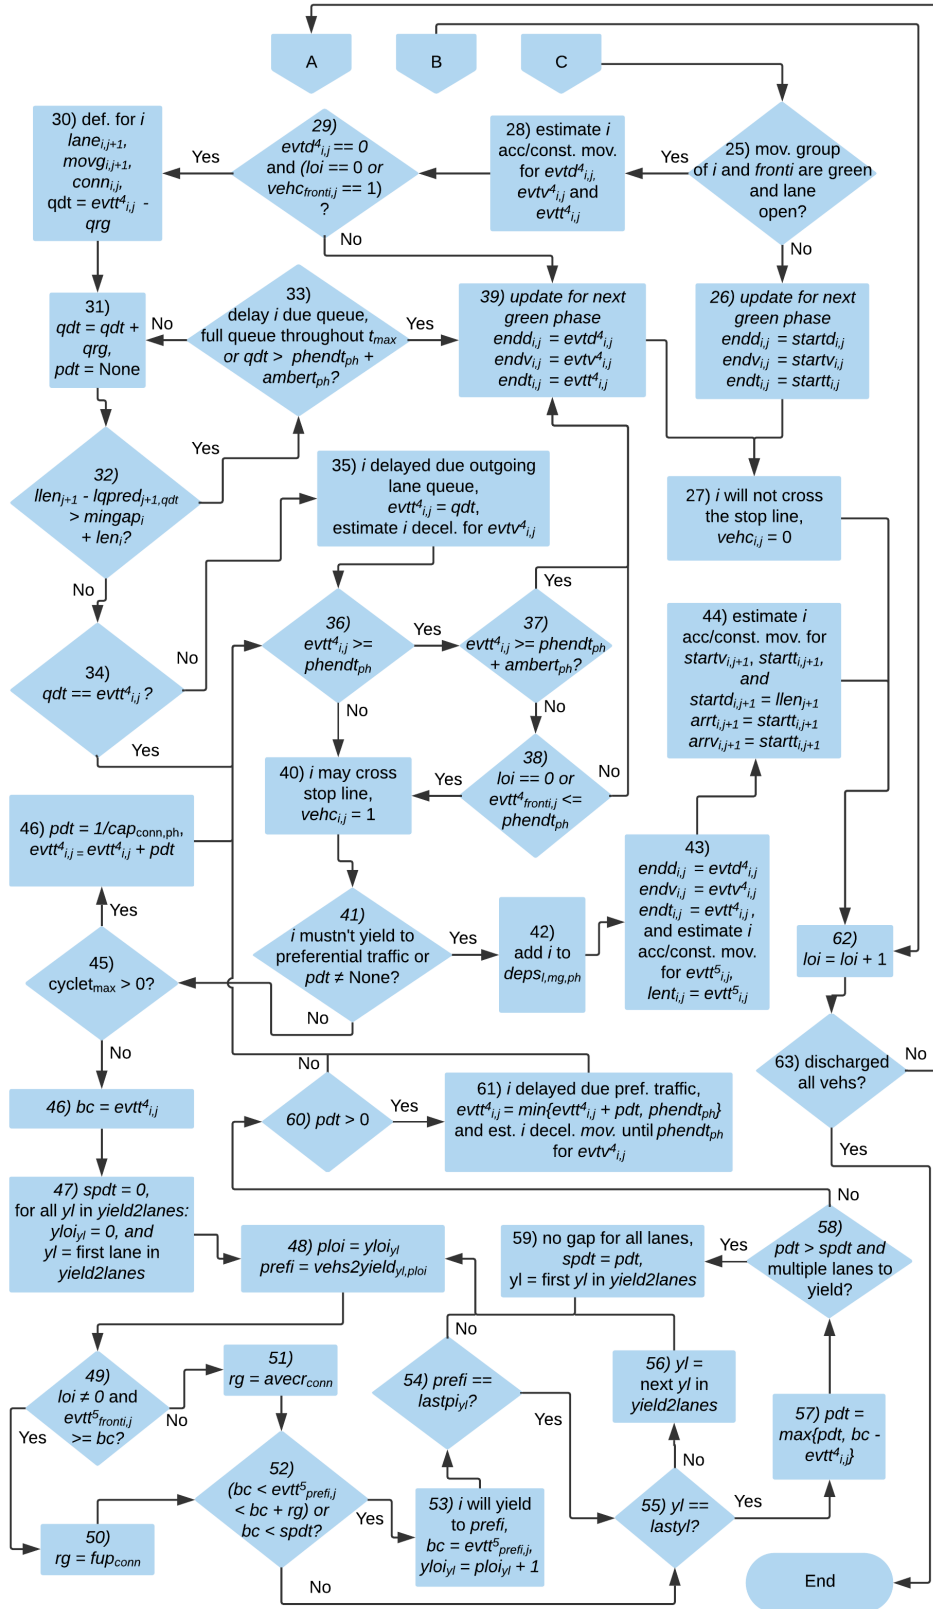 A
B
C
25) mov. group
of i and fronti are green
and lane
open?
Yes
No
28) estimate i
acc/const. mov.
for evtd⁴i,j,
evtv⁴i,j and
evtt⁴i,j
29)
evtd⁴i,j == 0
and (loi == 0 or
vehcfronti,j == 1)
?
Yes
No
30) def. for i
lanei,j+1,
movgi,j+1,
conni,j,
qdt = evtt⁴i,j -
qrg
26) update for next
green phase
enddi,j = startdi,j
endvi,j = startvi,j
endti,j = startti,j
39) update for next
green phase
enddi,j = evtd⁴i,j
endvi,j = evtv⁴i,j
endti,j = evtt⁴i,j
33)
delay i due queue,
full queue throughout tmax
or qdt > phendtph +
ambertph?
No
Yes
31)
qdt = qdt +
qrg,
pdt = None
32)
llenj+1 - lqpredj+1,qdt
> mingapi
+ leni?
Yes
No
35) i delayed due outgoing
lane queue,
evtt⁴i,j = qdt,
estimate i decel. for evtv⁴i,j
27) i will not cross
the stop line,
vehci,j = 0
34)
qdt == evtt⁴i,j ?
No
Yes
36)
evtt⁴i,j >=
phendtph
Yes
No
37)
evtt⁴i,j >= phendtph
+ ambertph?
Yes
No
38)
loi == 0 or
evtt⁴fronti,j <=
phendtph
Yes
No
44) estimate i
acc/const. mov. for
startvi,j+1, startti,j+1,
and
startdi,j+1 = llenj+1
arrti,j+1 = startti,j+1
arrvi,j+1 = startti,j+1
40) i may cross
stop line,
vehci,j = 1
46) pdt = 1/capconn,ph,
evtt⁴i,j = evtt⁴i,j + pdt
Yes
43)
enddi,j = evtd⁴i,j
endvi,j = evtv⁴i,j
endti,j = evtt⁴i,j ,
and estimate i
acc/const. mov.
for evtt⁵i,j,
lenti,j = evtt⁵i,j
41)
i mustn't yield to
preferential traffic or
pdt ≠ None?
Yes
No
42)
add i to
depsl,mg,ph
45)
cycletmax > 0?
No
62)
loi = loi + 1
63) discharged
all vehs?
No
Yes
46) bc = evtt⁴i,j
60) pdt > 0
No
Yes
61) i delayed due pref. traffic,
evtt⁴i,j = min{evtt⁴i,j + pdt, phendtph}
and est. i decel. mov. until phendtph
for evtv⁴i,j
47) spdt = 0,
for all yl in yield2lanes:
yloiyl = 0, and
yl = first lane in
yield2lanes
48) ploi = yloiyl
prefi = vehs2yieldyl,ploi
59) no gap for all lanes,
spdt = pdt,
yl = first yl in yield2lanes
58)
pdt > spdt and
multiple lanes to
yield?
No
Yes
49)
loi ≠ 0 and
evtt⁵fronti,j
>= bc?
Yes
No
51)
rg = avecrconn
54) prefi ==
lastpiyl?
No
Yes
56) yl =
next yl in
yield2lanes
57) pdt =
max{pdt, bc -
evtt⁴i,j}
52)
(bc < evtt⁵prefi,j
< bc + rg) or
bc < spdt?
Yes
No
50)
rg = fupconn
53) i will yield
to prefi,
bc = evtt⁵prefi,j,
yloiyl = ploiyl + 1
55) yl ==
lastyl?
No
Yes
End